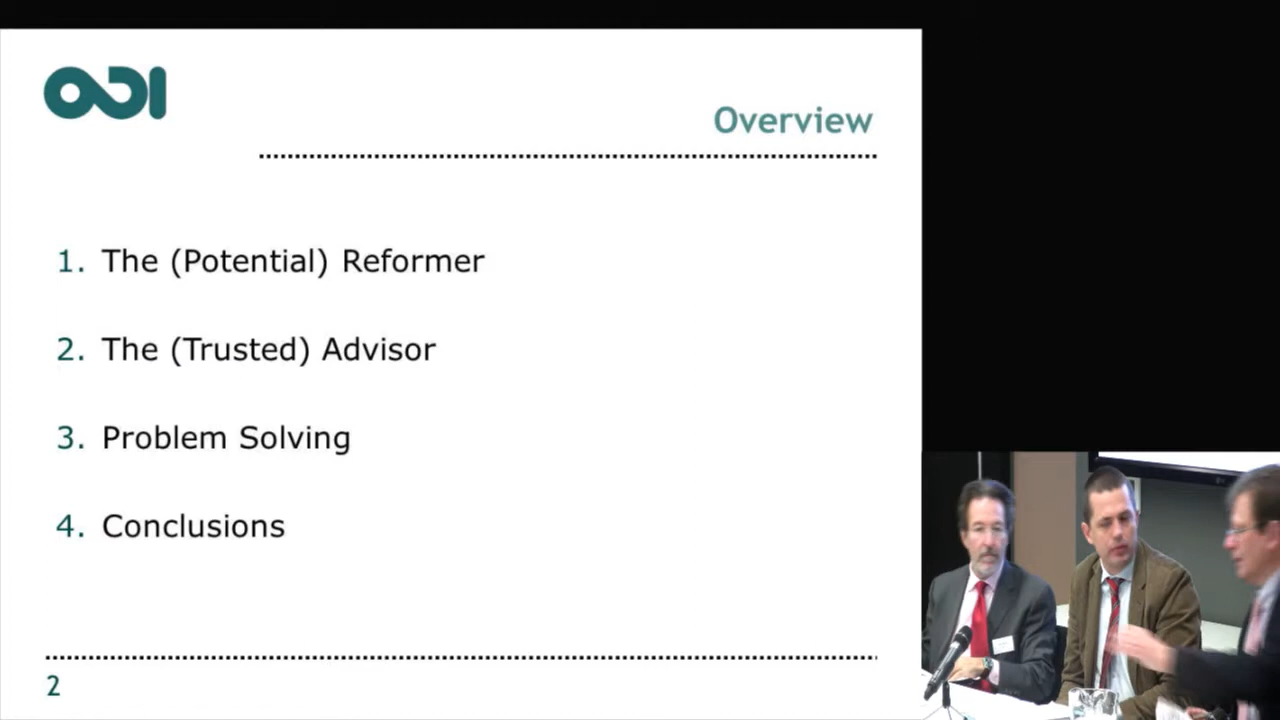 ODI
Overview
1. The (Potential) Reformer
2. The (Trusted) Advisor
3. Problem Solving
4. Conclusions
2